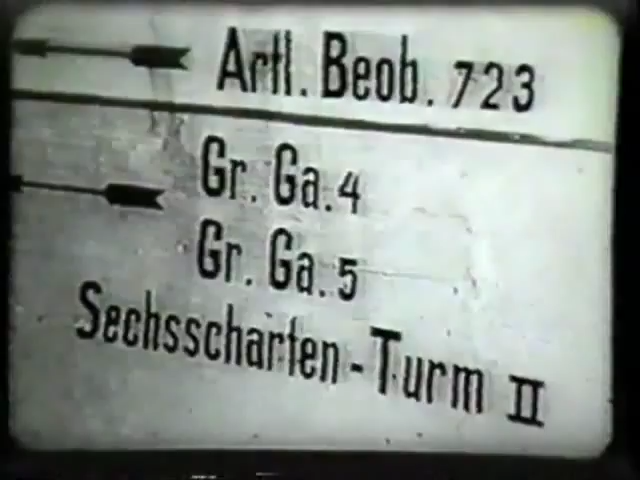 Artl. Beob. 723
Gr. Ga. 4
Gr. Ga. 5
Sechsscharten-Turm II